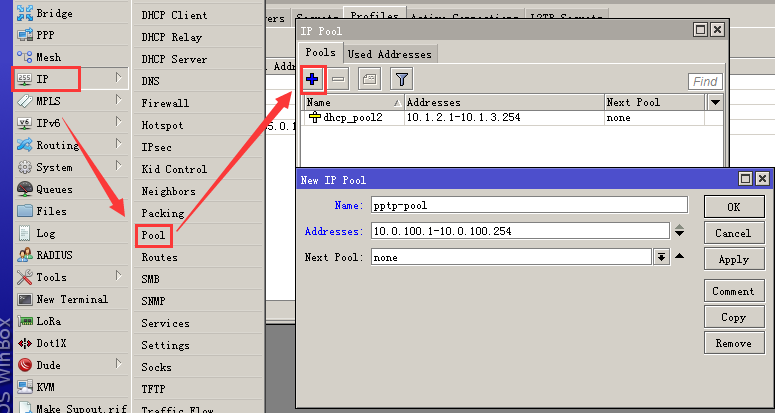 Bridge
PPP
Mesh
IP
MPLS
IPv6
Routing
System
Queues
Files
Log
RADIUS
Tools
New Terminal
LoRa
Dot1X
Dude
KVM
Make Supout.rif
OS WinBox
DHCP Client
DHCP Relay
DHCP Server
DNS
Firewall
Hotspot
IPsec
Kid Control
Neighbors
Packing
Pool
Routes
SMB
SNMP
Services
Settings
Socks
TFTP
Traffic Flow
Secrets Profiles Active Connections L2TP Secrets
IP Pool
Pools Used Addresses
Find
Name Addresses Next Pool
dhcp_pool2 10.1.2.1-10.1.3.254 none
New IP Pool
Name: pptp-pool
Addresses: 10.0.100.1-10.0.100.254
Next Pool: none
OK
Cancel
Apply
Comment
Copy
Remove